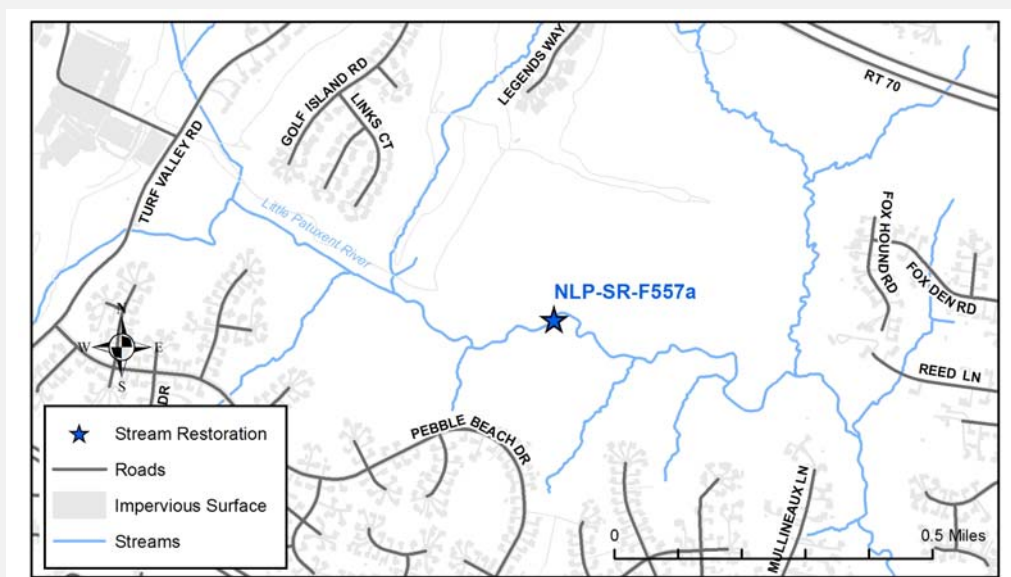 RT 70
LEGENDS WAY
GOLF ISLAND RD
LINKS CT
TURF VALLEY RD
Little Patuxent River
FOX HOUND RD
FOX DEN RD
NLP-SR-F557a
N
W E
S
REED LN
DR
PEBBLE BEACH DR
Stream Restoration
Roads
Impervious Surface
Streams
MULLINEAUX LN
0 0.5 Miles